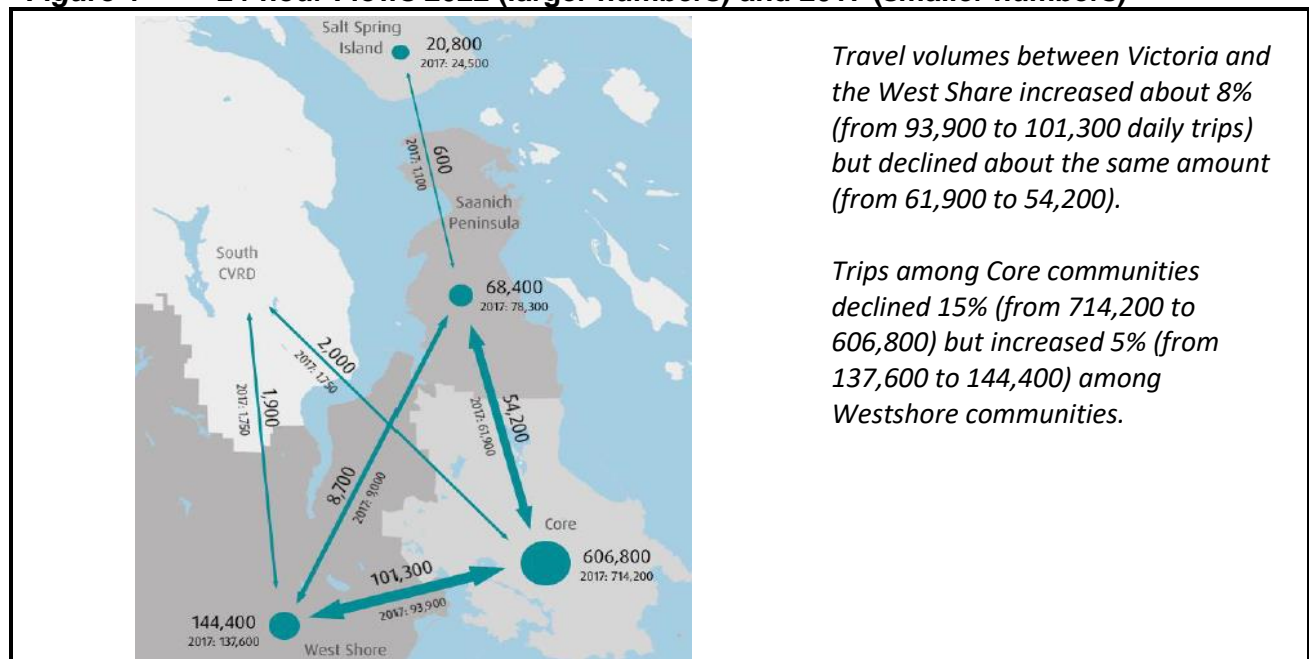 Salt Spring
Island
20,800
2017: 24,500
600
2017: 1,100
Saanich
Peninsula
South
CVRD
68,400
2017: 78,300
2,000
2017: 1,750
1,900
2017: 1,750
54,200
2017: 61,900
8,700
2017: 9,000
Core
606,800
2017: 714,200
101,300
2017: 93,900
144,400
2017: 137,600
West Shore
Travel volumes between Victoria and
the West Share increased about 8%
(from 93,900 to 101,300 daily trips)
but declined about the same amount
(from 61,900 to 54,200).
Trips among Core communities
declined 15% (from 714,200 to
606,800) but increased 5% (from
137,600 to 144,400) among
Westshore communities.